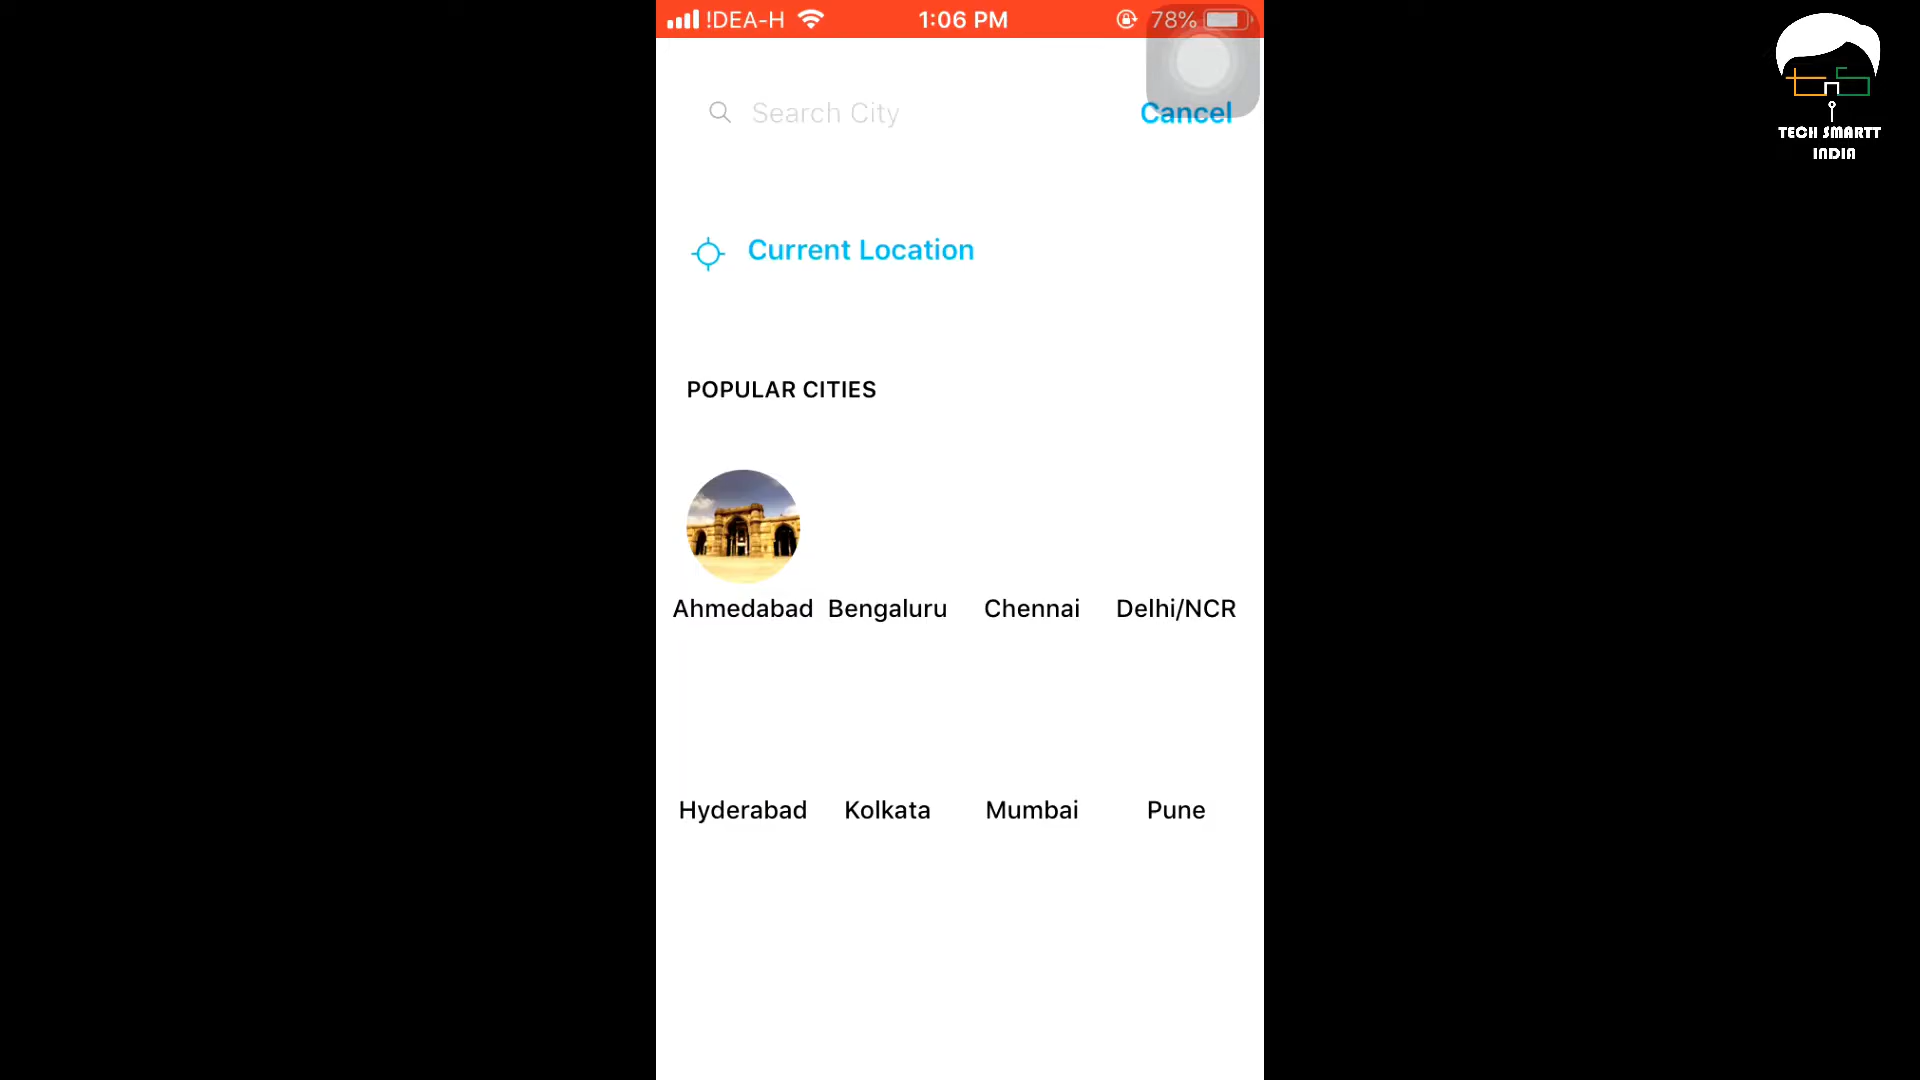 !DEA-H 1:06 PM 78%
Search City Cancel
Current Location
POPULAR CITIES
Ahmedabad Bengaluru Chennai Delhi/NCR
Hyderabad Kolkata Mumbai Pune
tns
TECH SMARTT
INDIA